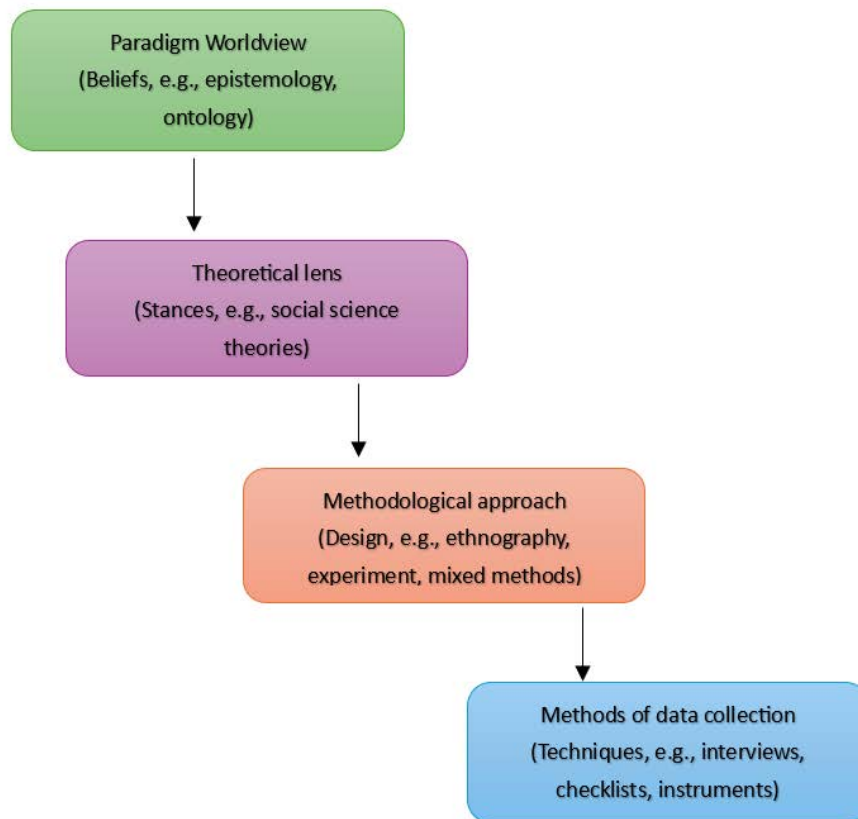 Paradigm Worldview
(Beliefs, e.g., epistemology,
ontology)
Theoretical lens
(Stances, e.g., social science
theories)
Methodological approach
(Design, e.g., ethnography,
experiment, mixed methods)
Methods of data collection
(Techniques, e.g., interviews,
checklists, instruments)